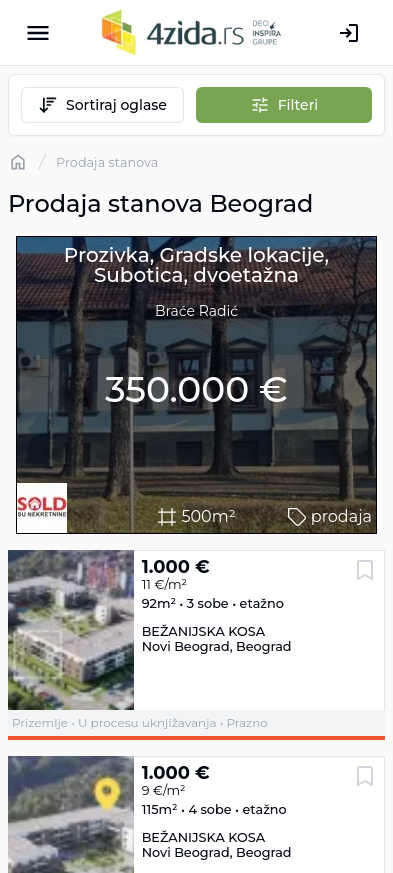 4zida.rs
DEO
INSPIRA
GRUPE
Sortiraj oglase
Filteri
/ Prodaja stanova
Prodaja stanova Beograd
Prozivka, Gradske lokacije,
Subotica, dvoetažna
Braće Radić
350.000 €
SOLD
SU NEKRETNINE
500m²
prodaja
1.000 €
11 €/m²
92m² • 3 sobe • etažno
BEŽANIJSKA KOSA
Novi Beograd, Beograd
Prizemlje • U procesu uknjižavanja • Prazno
1.000 €
9 €/m²
115m² • 4 sobe • etažno
BEŽANIJSKA KOSA
Novi Beograd, Beograd